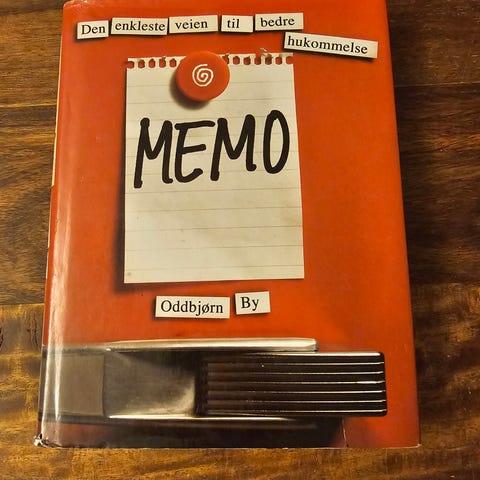 Den enkleste veien til bedre
hukommelse
MEMO
Oddbjørn By